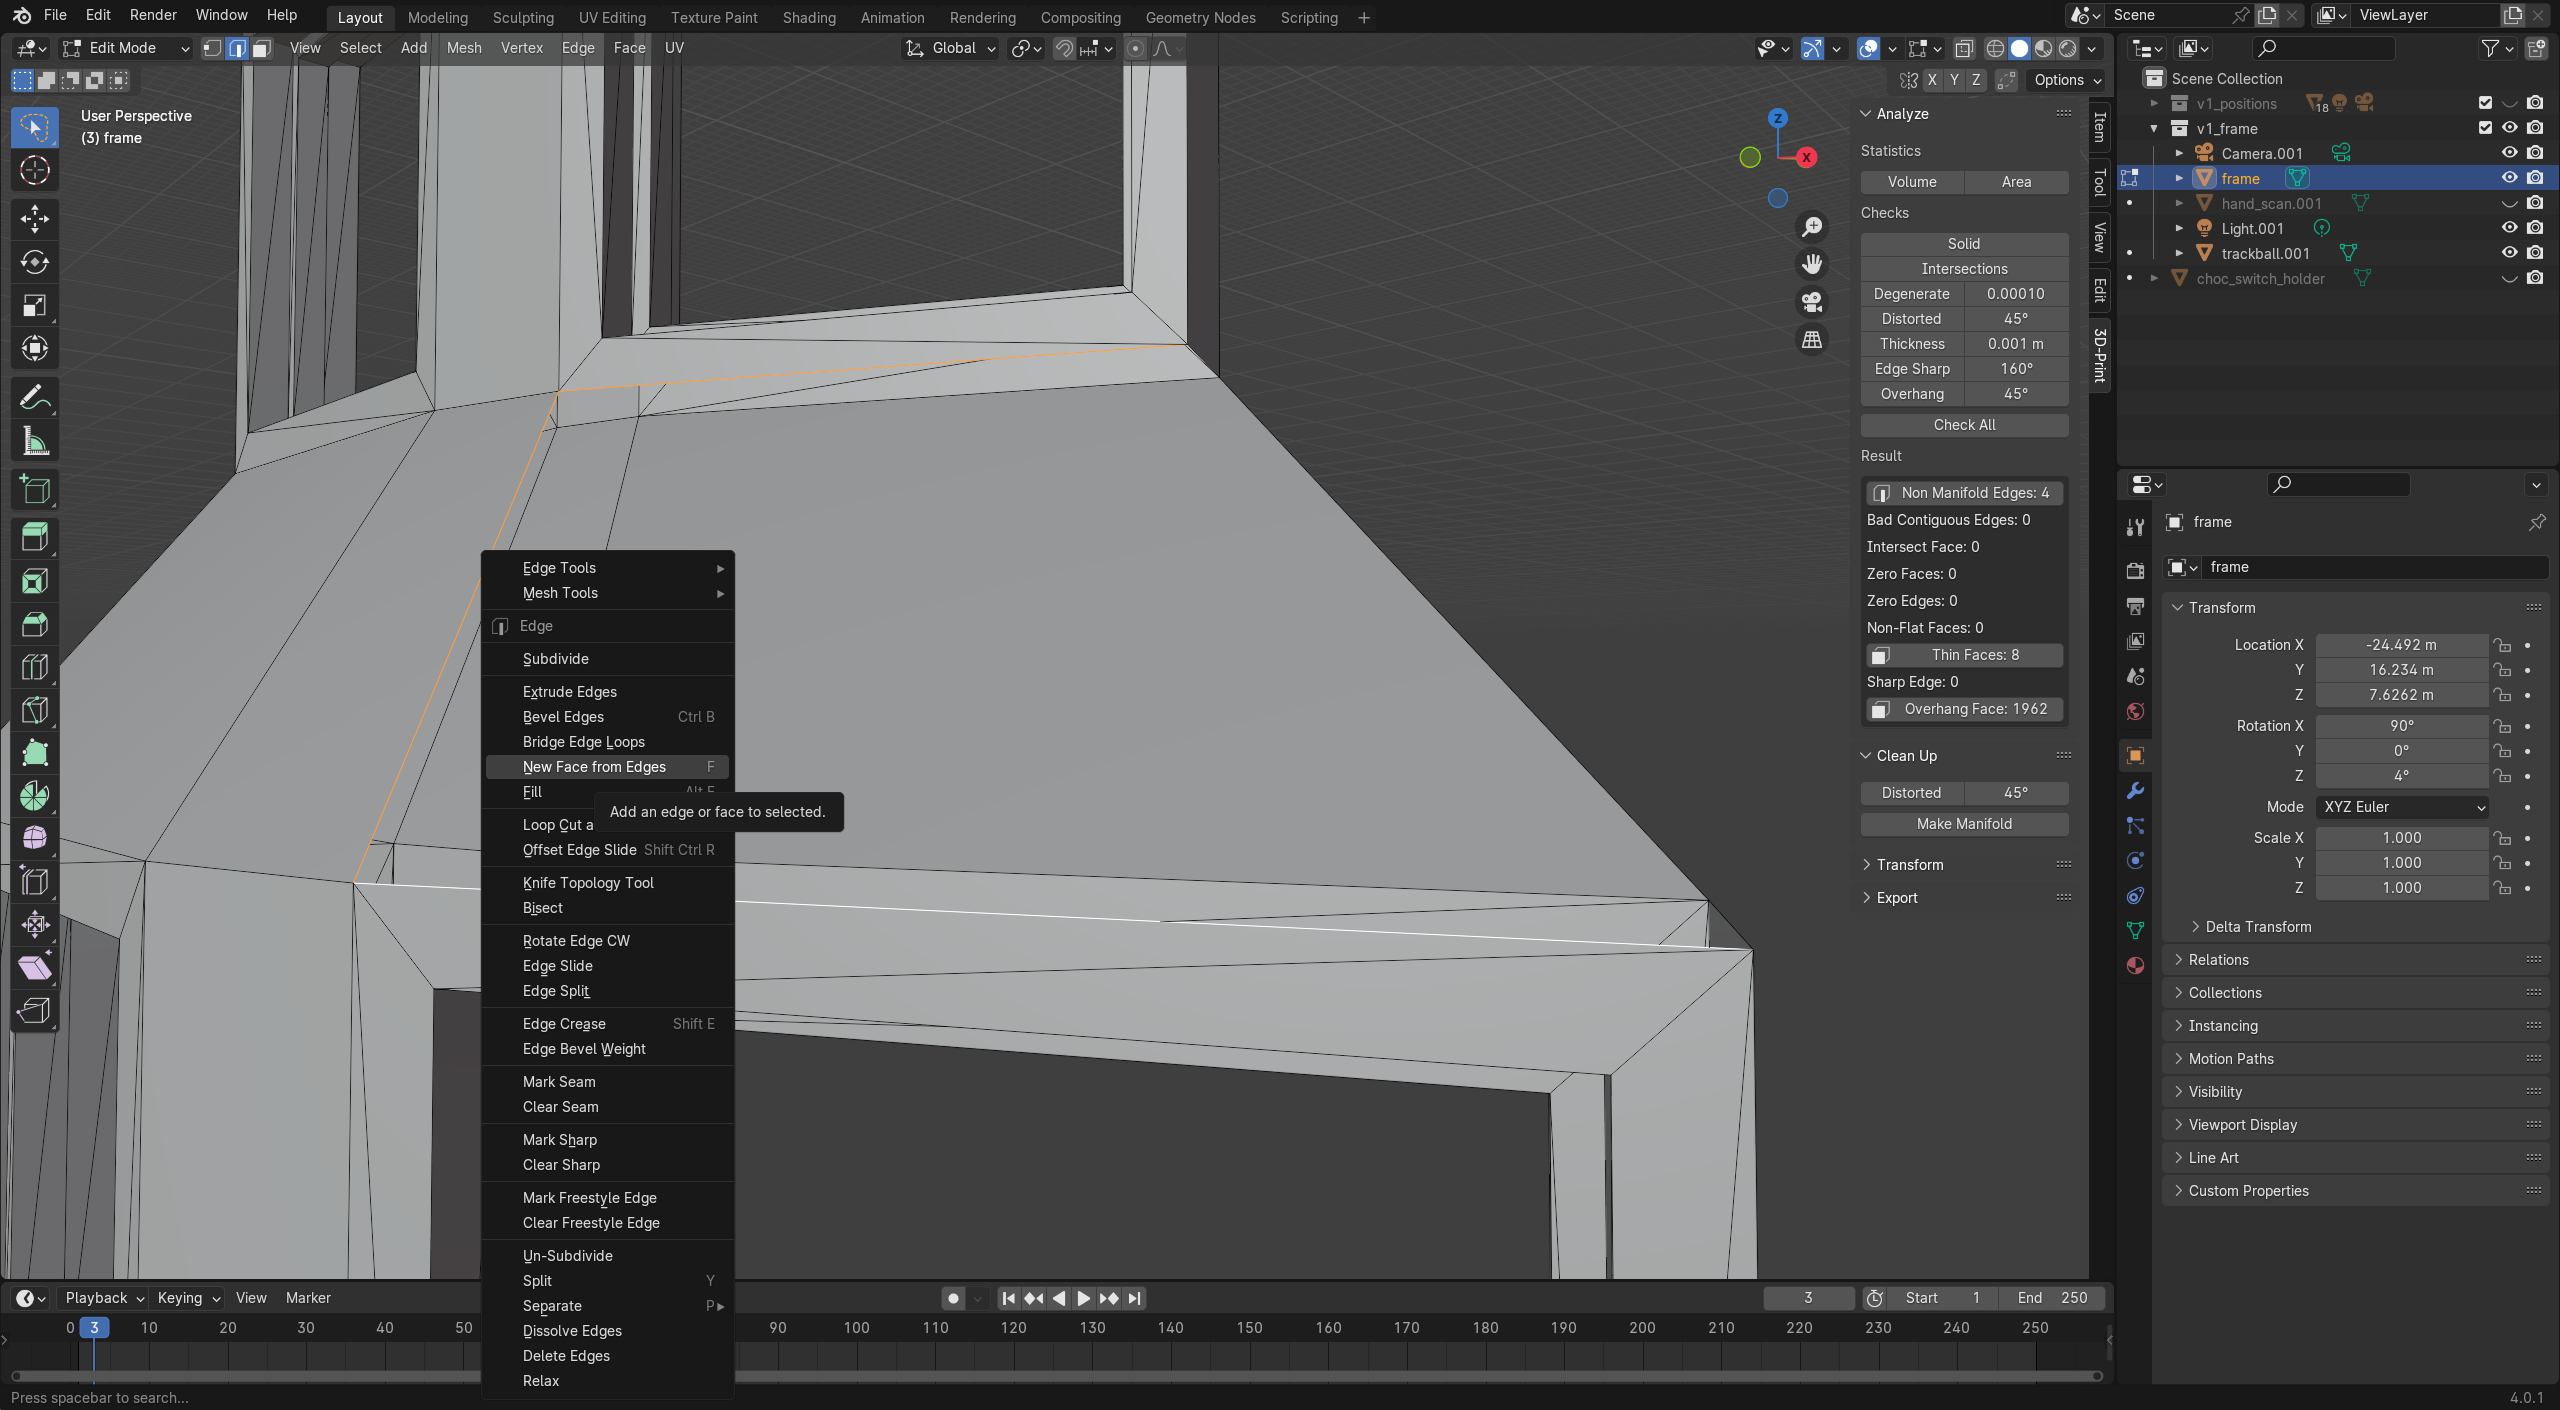 File Edit Render Window Help Layout Modeling Sculpting UV Editing Texture Paint Shading Animation Rendering Compositing Geometry Nodes Scripting + Scene ViewLayer
Edit Mode View Select Add Mesh Vertex Edge Face UV Global
X Y Z Options
User Perspective
(3) frame
Z
X
Item
Tool
View
Edit
3D-Print
Analyze
Statistics
Volume Area
Checks
Solid
Intersections
Degenerate 0.00010
Distorted 45°
Thickness 0.001 m
Edge Sharp 160°
Overhang 45°
Check All
Result
Non Manifold Edges: 4
Bad Contiguous Edges: 0
Intersect Face: 0
Zero Faces: 0
Zero Edges: 0
Non-Flat Faces: 0
Thin Faces: 8
Sharp Edge: 0
Overhang Face: 1962
Clean Up
Distorted 45°
Make Manifold
Transform
Export
Edge Tools
Mesh Tools
Edge
Subdivide
Extrude Edges
Bevel Edges Ctrl B
Bridge Edge Loops
New Face from Edges F
Fill
Add an edge or face to selected.
Loop Cut a
Offset Edge Slide Shift Ctrl R
Knife Topology Tool
Bisect
Rotate Edge CW
Edge Slide
Edge Split
Edge Crease Shift E
Edge Bevel Weight
Mark Seam
Clear Seam
Mark Sharp
Clear Sharp
Mark Freestyle Edge
Clear Freestyle Edge
Un-Subdivide
Split Y
Separate P
Dissolve Edges
Delete Edges
Relax
Scene Collection
v1_positions 18
v1_frame
Camera.001
frame
hand_scan.001
Light.001
trackball.001
choc_switch_holder
frame
frame
Transform
Location X -24.492 m
Y 16.234 m
Z 7.6262 m
Rotation X 90°
Y 0°
Z 4°
Mode XYZ Euler
Scale X 1.000
Y 1.000
Z 1.000
Delta Transform
Relations
Collections
Instancing
Motion Paths
Visibility
Viewport Display
Line Art
Custom Properties
Playback Keying View Marker 3 Start 1 End 250
0 3 10 20 30 40 50 90 100 110 120 130 140 150 160 170 180 190 200 210 220 230 240 250
Press spacebar to search... 4.0.1